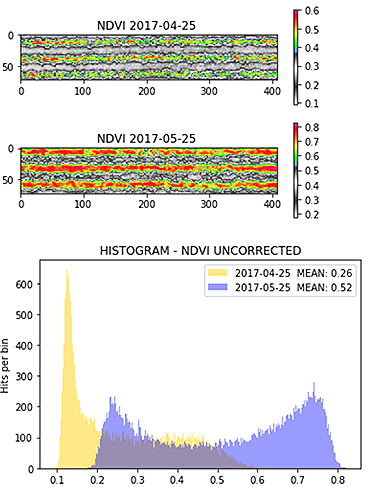 NDVI 2017-04-25
0
50
0 100 200 300 400
0.6
0.5
0.4
0.3
0.2
0.1
NDVI 2017-05-25
0
50
0 100 200 300 400
0.8
0.7
0.6
0.5
0.4
0.3
0.2
HISTOGRAM - NDVI UNCORRECTED
2017-04-25 MEAN: 0.26
2017-05-25 MEAN: 0.52
Hits per bin
600
500
400
300
200
100
0
0.1 0.2 0.3 0.4 0.5 0.6 0.7 0.8